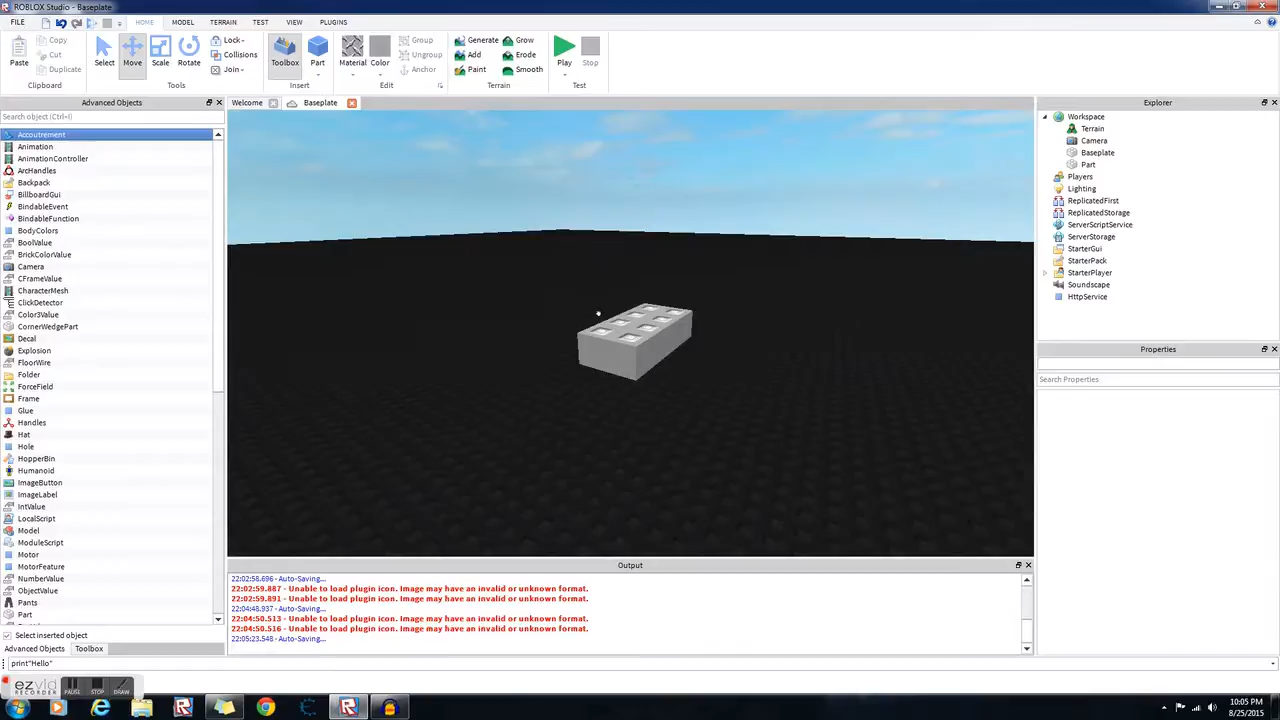 ROBLOX Studio - Baseplate
FILE HOME MODEL TERRAIN TEST VIEW PLUGINS
Paste Copy Cut Duplicate Select Move Scale Rotate Lock Collisions Join Toolbox Part Material Color Group Ungroup Anchor Generate Add Paint Grow Erode Smooth Play Stop
Clipboard Tools Insert Edit Terrain Test
Advanced Objects
Search object (Ctrl+I)
Accoutrement
Animation
AnimationController
ArcHandles
Backpack
BillboardGui
BindableEvent
BindableFunction
BodyColors
BoolValue
BrickColorValue
Camera
CFrameValue
CharacterMesh
ClickDetector
Color3Value
CornerWedgePart
Decal
Explosion
FloorWire
Folder
ForceField
Frame
Glue
Handles
Hat
Hole
HopperBin
Humanoid
ImageButton
ImageLabel
IntValue
LocalScript
Model
ModuleScript
Motor
MotorFeature
NumberValue
ObjectValue
Pants
Part
Select inserted object
Advanced Objects Toolbox
print"Hello"
Welcome Baseplate
Output
22:02:58.696 - Auto-Saving...
22:02:59.887 - Unable to load plugin icon. Image may have an invalid or unknown format.
22:02:59.891 - Unable to load plugin icon. Image may have an invalid or unknown format.
22:04:48.937 - Auto-Saving...
22:04:50.513 - Unable to load plugin icon. Image may have an invalid or unknown format.
22:04:50.516 - Unable to load plugin icon. Image may have an invalid or unknown format.
22:05:23.548 - Auto-Saving...
Explorer
Workspace
Terrain
Camera
Baseplate
Part
Players
Lighting
ReplicatedFirst
ReplicatedStorage
ServerScriptService
ServerStorage
StarterGui
StarterPack
StarterPlayer
Soundscape
HttpService
Properties
Search Properties
ezvid
RECORDER
PAUSE STOP DRAW
10:05 PM
8/25/2015